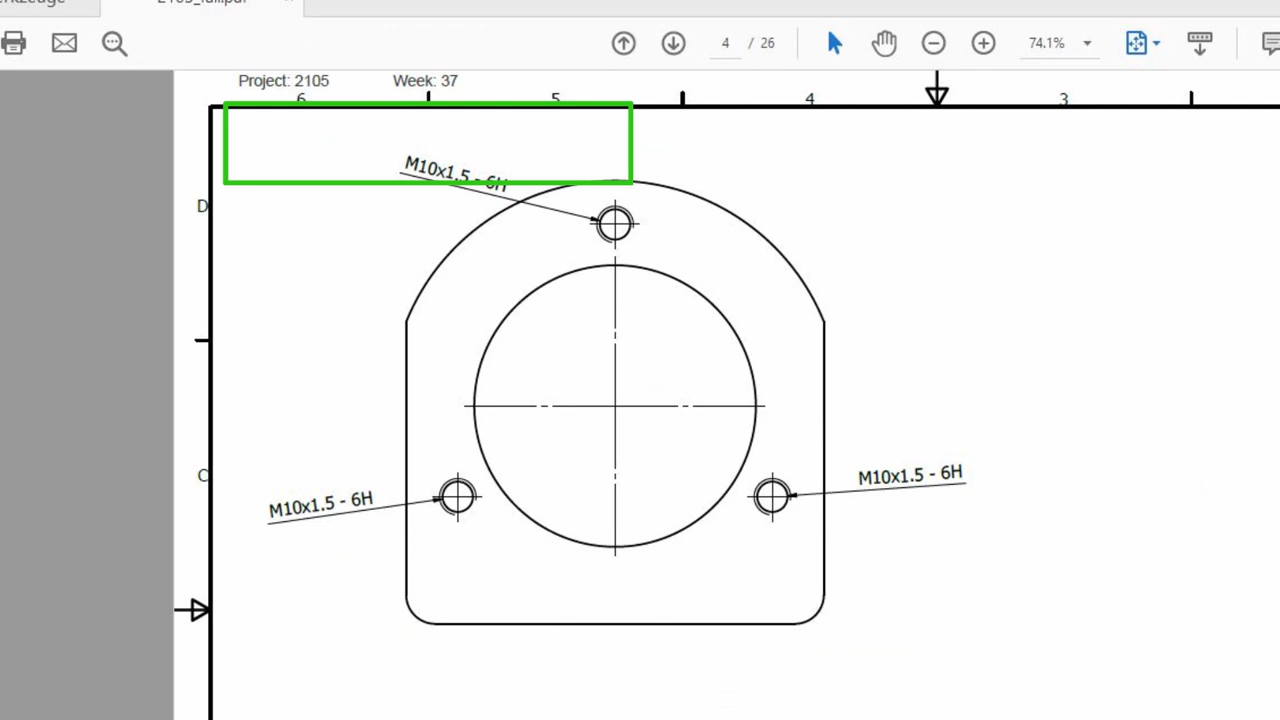 4 / 26
74.1%
Project: 2105 Week: 37
6 5 4 3
M10x1.5 - 6H
D
C
M10x1.5 - 6H
M10x1.5 - 6H